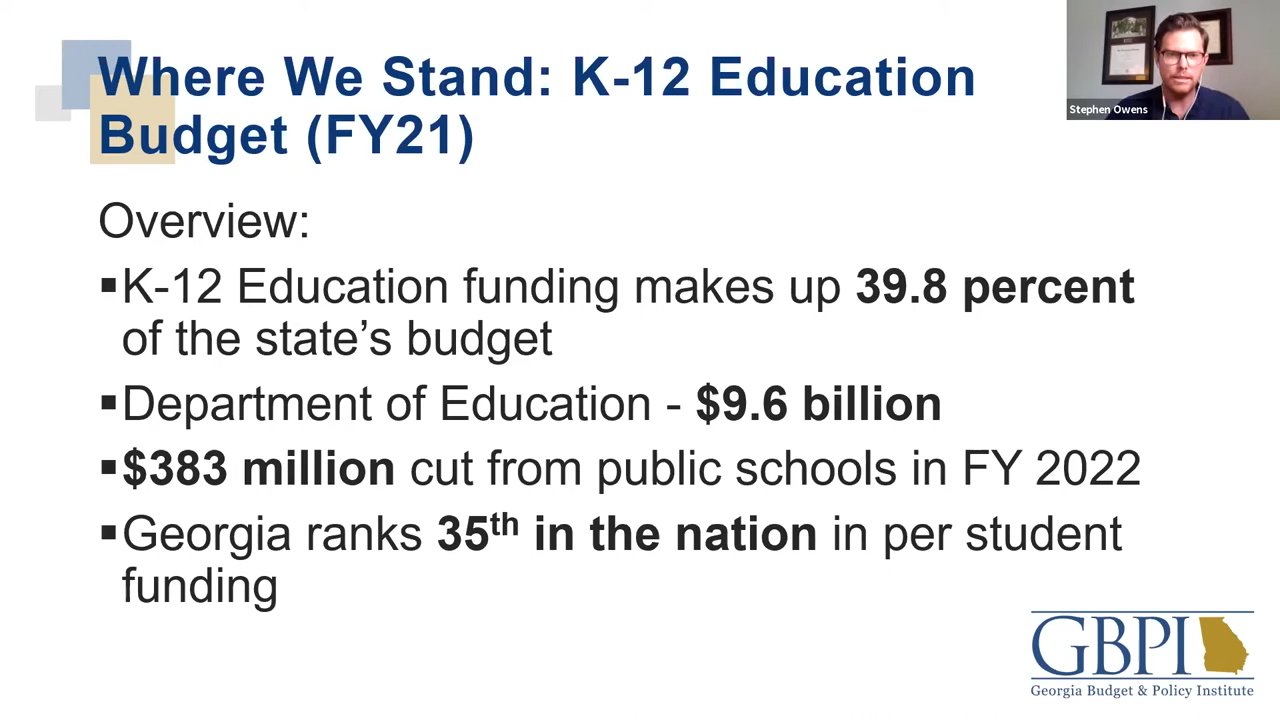 Where We Stand: K-12 Education
Budget (FY21)
Stephen Owens
Overview:
▪K-12 Education funding makes up 39.8 percent
of the state’s budget
▪Department of Education - $9.6 billion
▪$383 million cut from public schools in FY 2022
▪Georgia ranks 35th in the nation in per student
funding
GBPI
Georgia Budget & Policy Institute